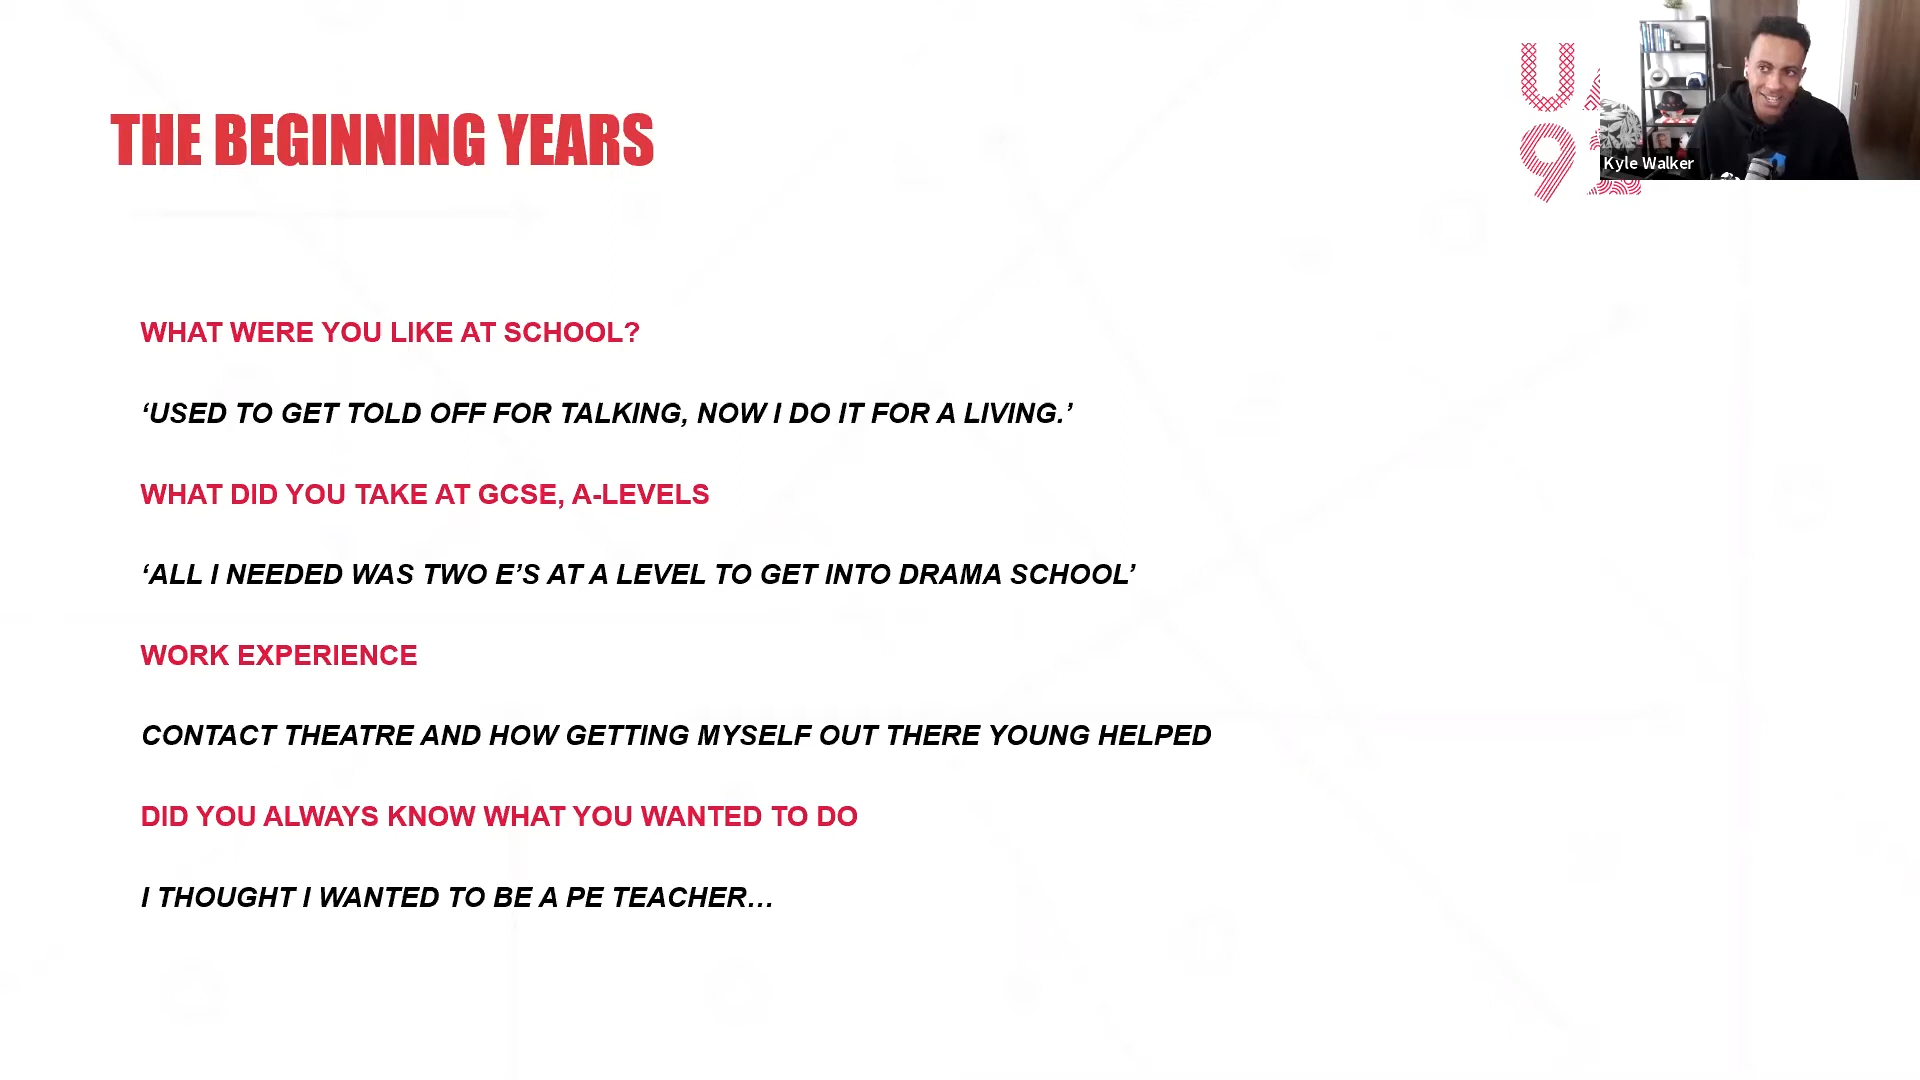 THE BEGINNING YEARS
U
92
Kyle Walker
WHAT WERE YOU LIKE AT SCHOOL?
‘USED TO GET TOLD OFF FOR TALKING, NOW I DO IT FOR A LIVING.’
WHAT DID YOU TAKE AT GCSE, A-LEVELS
‘ALL I NEEDED WAS TWO E’S AT A LEVEL TO GET INTO DRAMA SCHOOL’
WORK EXPERIENCE
CONTACT THEATRE AND HOW GETTING MYSELF OUT THERE YOUNG HELPED
DID YOU ALWAYS KNOW WHAT YOU WANTED TO DO
I THOUGHT I WANTED TO BE A PE TEACHER…